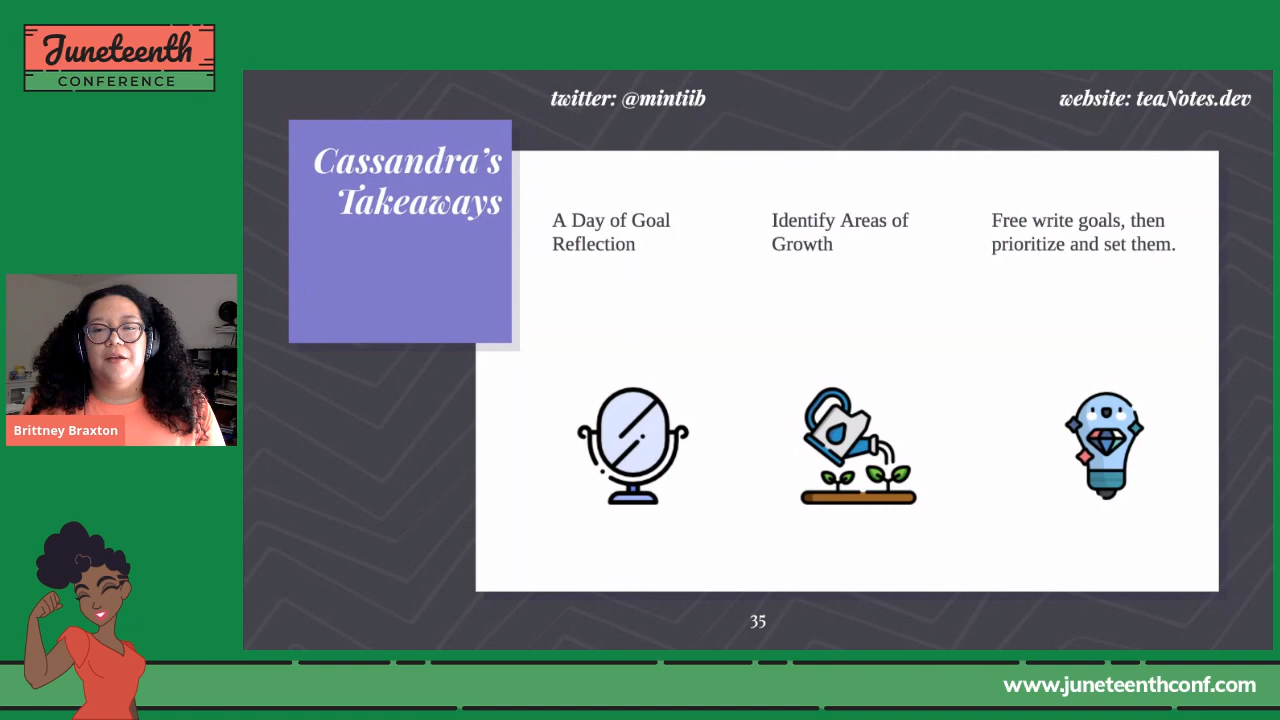 Juneteenth
CONFERENCE
twitter: @mintiib
website: teaNotes.dev
Cassandra's
Takeaways
A Day of Goal
Reflection
Identify Areas of
Growth
Free write goals, then
prioritize and set them.
Brittney Braxton
35
www.juneteenthconf.com